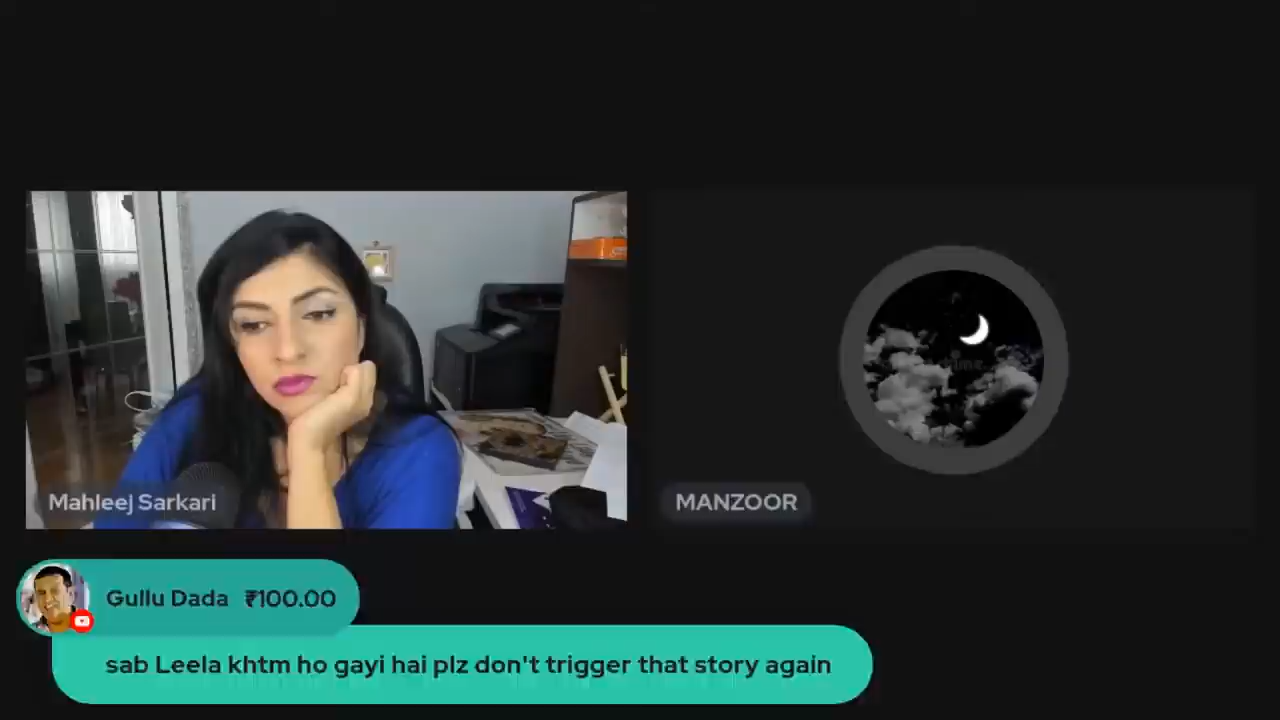 Mahleej Sarkari
MANZOOR
Gullu Dada ₹100.00
sab Leela khtm ho gayi hai plz don't trigger that story again